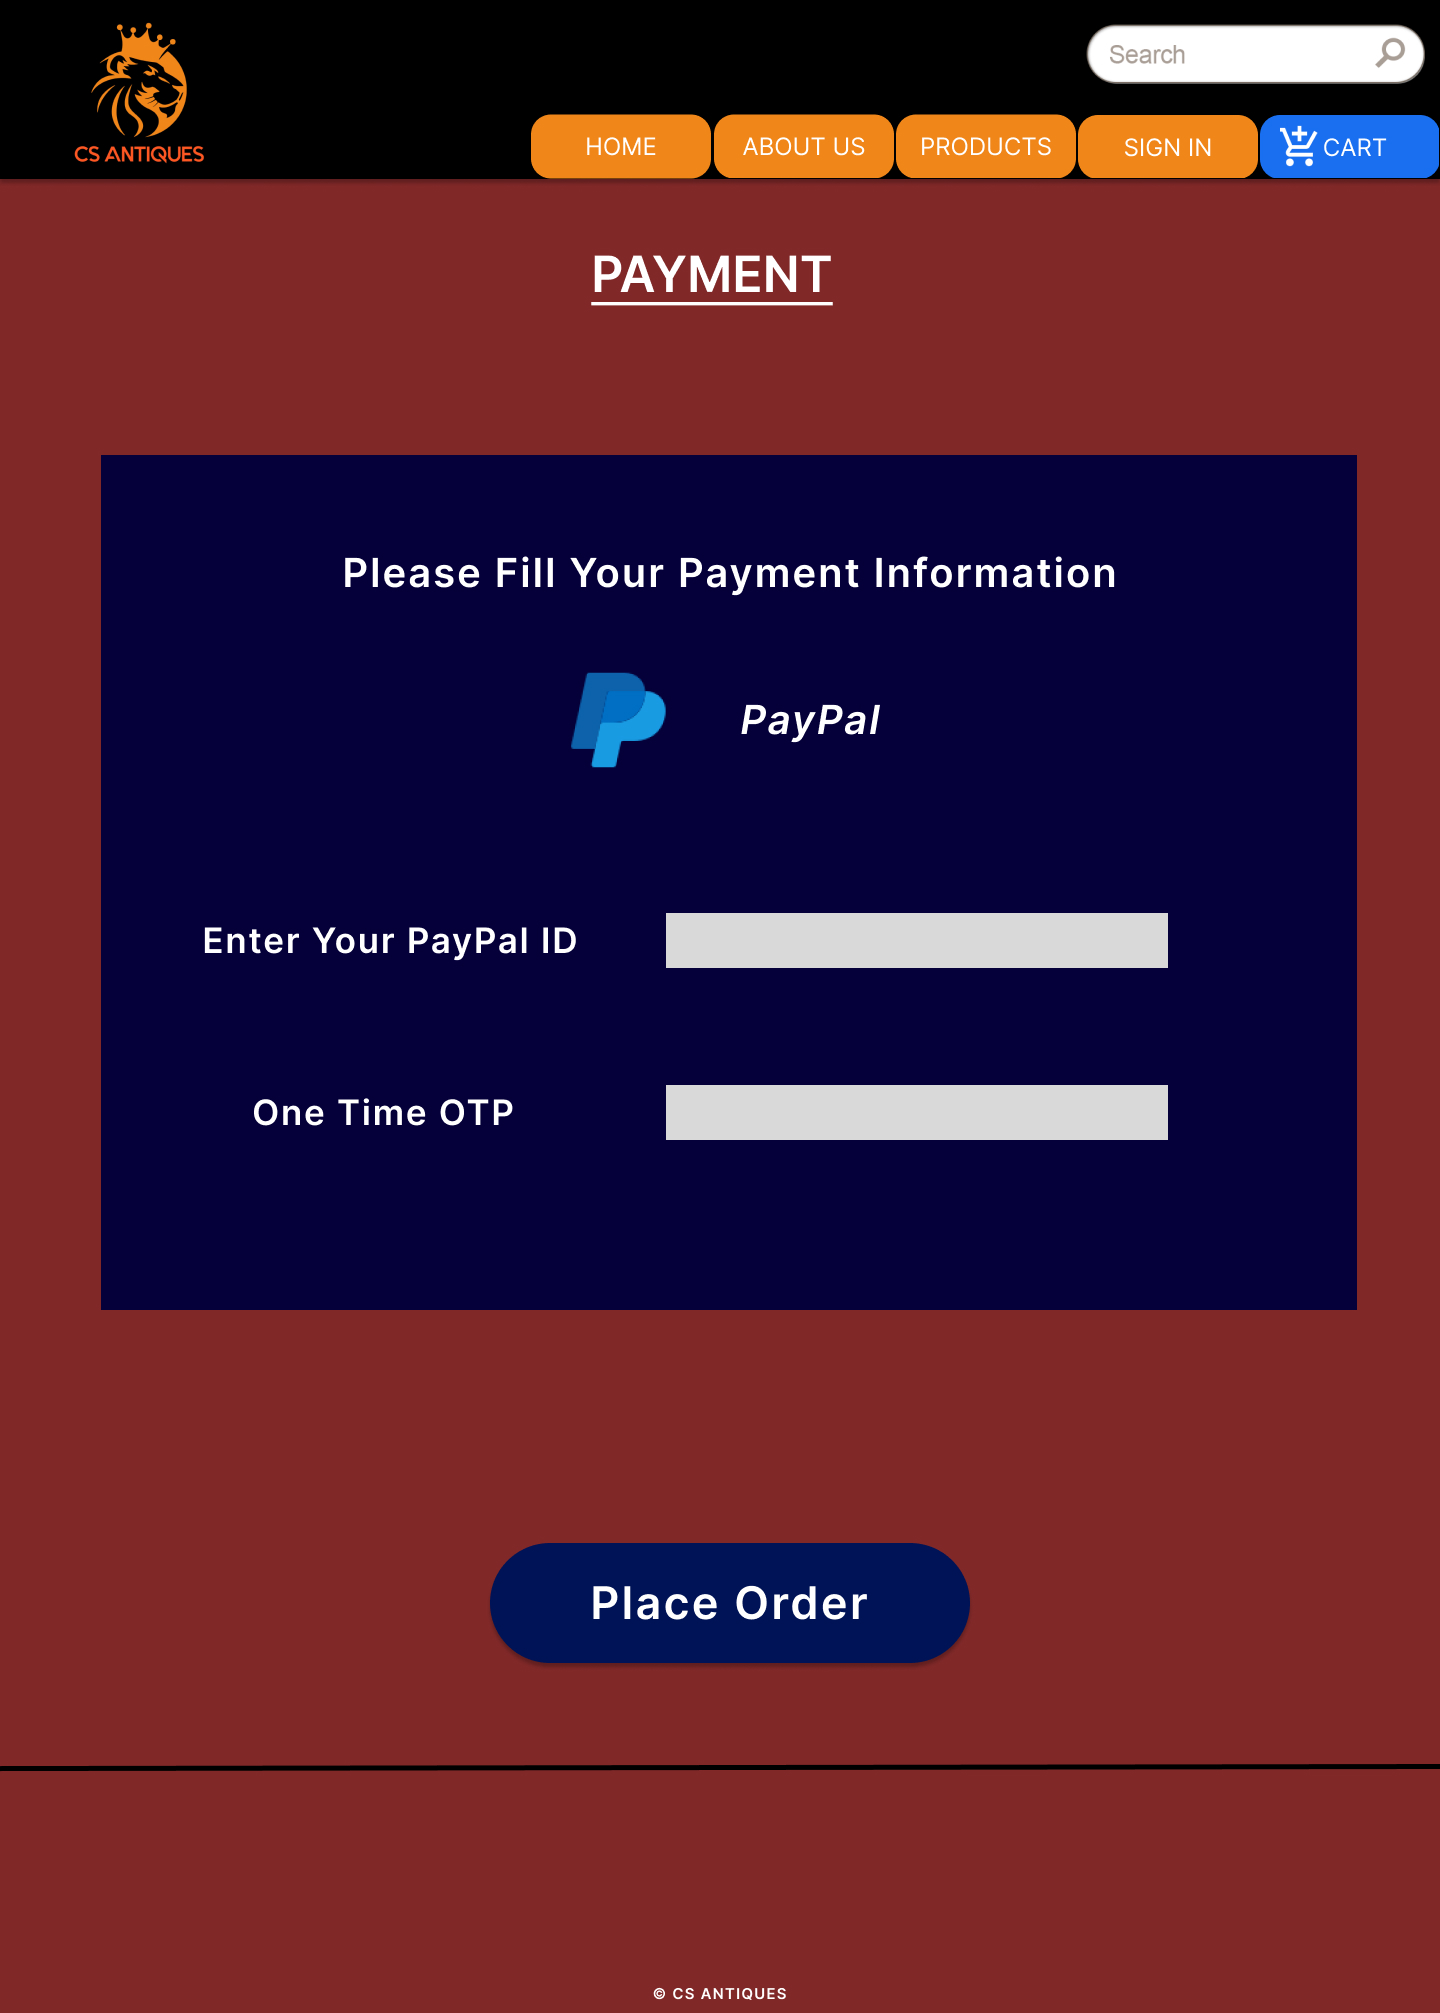 CS ANTIQUES
Search
HOME
ABOUT US
PRODUCTS
SIGN IN
CART
PAYMENT
Please Fill Your Payment Information
PayPal
Enter Your PayPal ID
One Time OTP
Place Order
© CS ANTIQUES